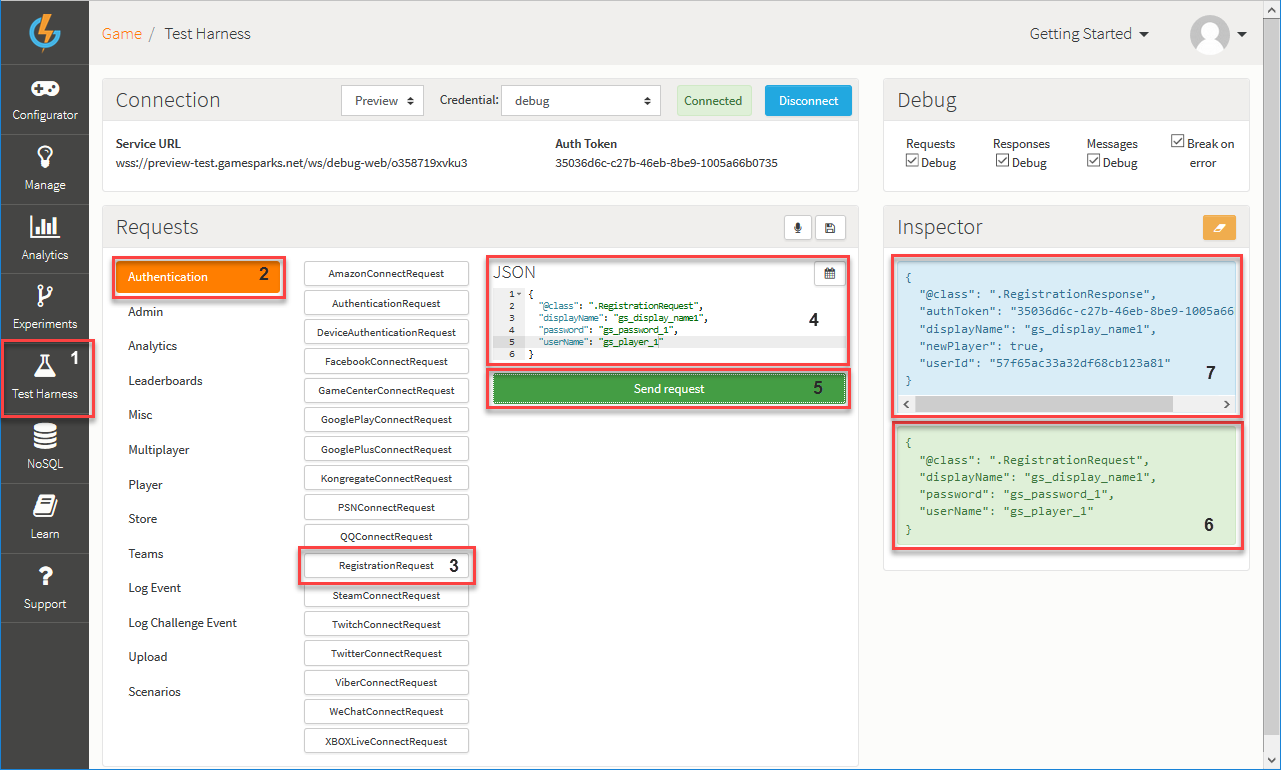 Game / Test Harness
Getting Started
Configurator
Manage
Analytics
Experiments
1
Test Harness
NoSQL
Learn
Support
Connection
Preview
Credential:
debug
Connected
Disconnect
Service URL
wss://preview-test.gamesparks.net/ws/debug-web/o358719xvku3
Auth Token
35036d6c-c27b-46eb-8be9-1005a66b0735
Debug
Requests
Debug
Responses
Debug
Messages
Debug
Break on
error
Requests
Authentication 2
Admin
Analytics
Leaderboards
Misc
Multiplayer
Player
Store
Teams
Log Event
Log Challenge Event
Upload
Scenarios
AmazonConnectRequest
AuthenticationRequest
DeviceAuthenticationRequest
FacebookConnectRequest
GameCenterConnectRequest
GooglePlayConnectRequest
GooglePlusConnectRequest
KongregateConnectRequest
PSNConnectRequest
QQConnectRequest
RegistrationRequest 3
SteamConnectRequest
TwitchConnectRequest
TwitterConnectRequest
ViberConnectRequest
WeChatConnectRequest
XBOXLiveConnectRequest
JSON
1 {
2 "@class": ".RegistrationRequest",
3 "displayName": "gs_display_name1",
4 "password": "gs_password_1",
5 "userName": "gs_player_1"
6 }
4
Send request 5
Inspector
{
"@class": ".RegistrationResponse",
"authToken": "35036d6c-c27b-46eb-8be9-1005a66
"displayName": "gs_display_name1",
"newPlayer": true,
"userId": "57f65ac33a32df68cb123a81"
}
7
{
"@class": ".RegistrationRequest",
"displayName": "gs_display_name1",
"password": "gs_password_1",
"userName": "gs_player_1"
}
6